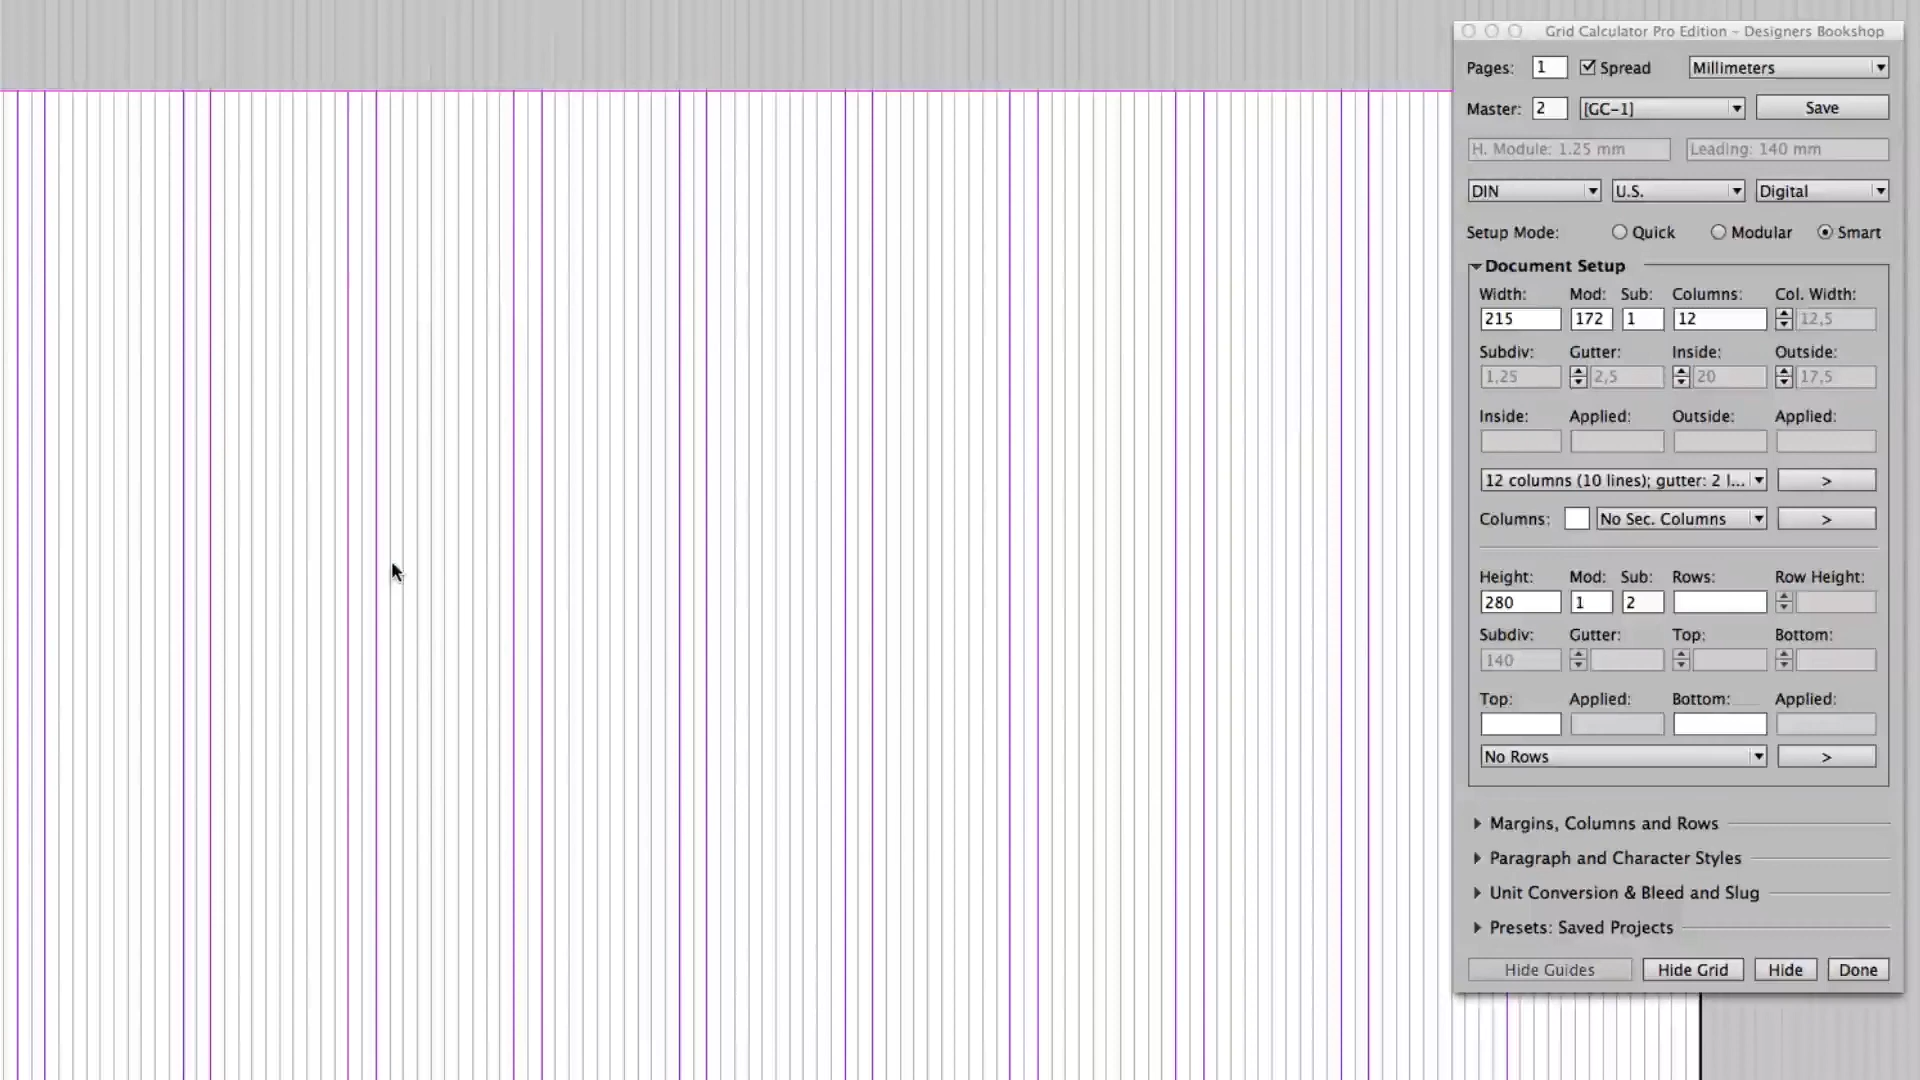 Grid Calculator Pro Edition – Designers Bookshop
Pages: 1 Spread Millimeters
Master: 2 [GC-1] Save
H. Module: 1.25 mm Leading: 140 mm
DIN U.S. Digital
Setup Mode: Quick Modular Smart
Document Setup
Width: Mod: Sub: Columns: Col. Width:
215 172 1 12 12,5
Subdiv: Gutter: Inside: Outside:
1,25 2,5 20 17,5
Inside: Applied: Outside: Applied:
12 columns (10 lines); gutter: 2 l... >
Columns: No Sec. Columns >
Height: Mod: Sub: Rows: Row Height:
280 1 2
Subdiv: Gutter: Top: Bottom:
140
Top: Applied: Bottom: Applied:
No Rows >
Margins, Columns and Rows
Paragraph and Character Styles
Unit Conversion & Bleed and Slug
Presets: Saved Projects
Hide Guides Hide Grid Hide Done